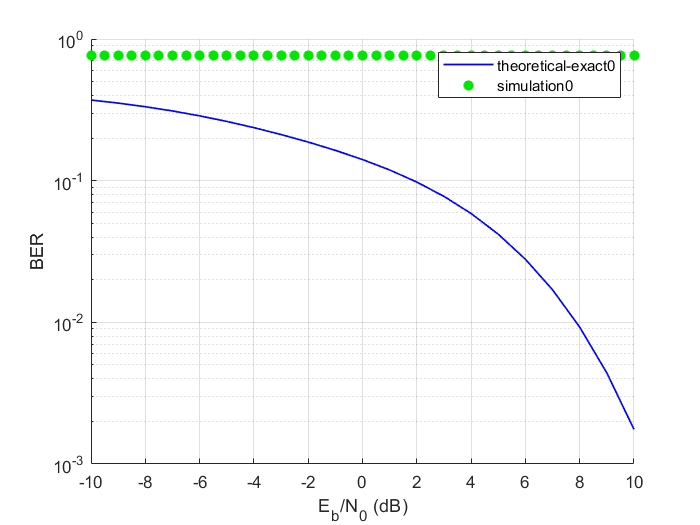 10^0
theoretical-exact0
simulation0
10^-1
BER
10^-2
10^-3
-10 -8 -6 -4 -2 0 2 4 6 8 10
E_b/N_0 (dB)